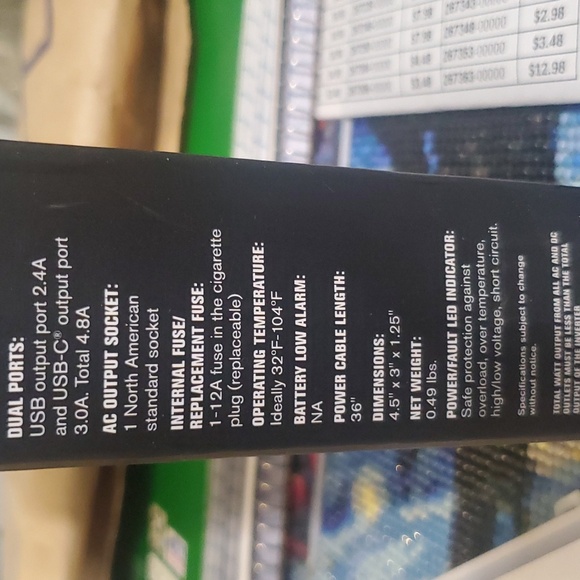 DUAL PORTS:
USB output port 2.4A
and USB-C® output port
3.0A. Total 4.8A
AC OUTPUT SOCKET:
1 North American
standard socket
INTERNAL FUSE/
REPLACEMENT FUSE:
1-12A fuse in the cigarette
plug (replaceable)
OPERATING TEMPERATURE:
Ideally 32°F-104°F
BATTERY LOW ALARM:
NA
POWER CABLE LENGTH:
36"
DIMENSIONS:
4.5" x 3" x 1.25"
NET WEIGHT:
0.49 lbs.
POWER/FAULT LED INDICATOR:
Safe protection against
overload, over temperature,
high/low voltage, short circuit.
Specifications subject to change
without notice.
TOTAL WATT OUTPUT FROM ALL AC AND DC
OUTLETS MUST BE LESS THAN THE TOTAL
OUTPUT OF THE INVERTER
$2.98
$3.48
$12.98